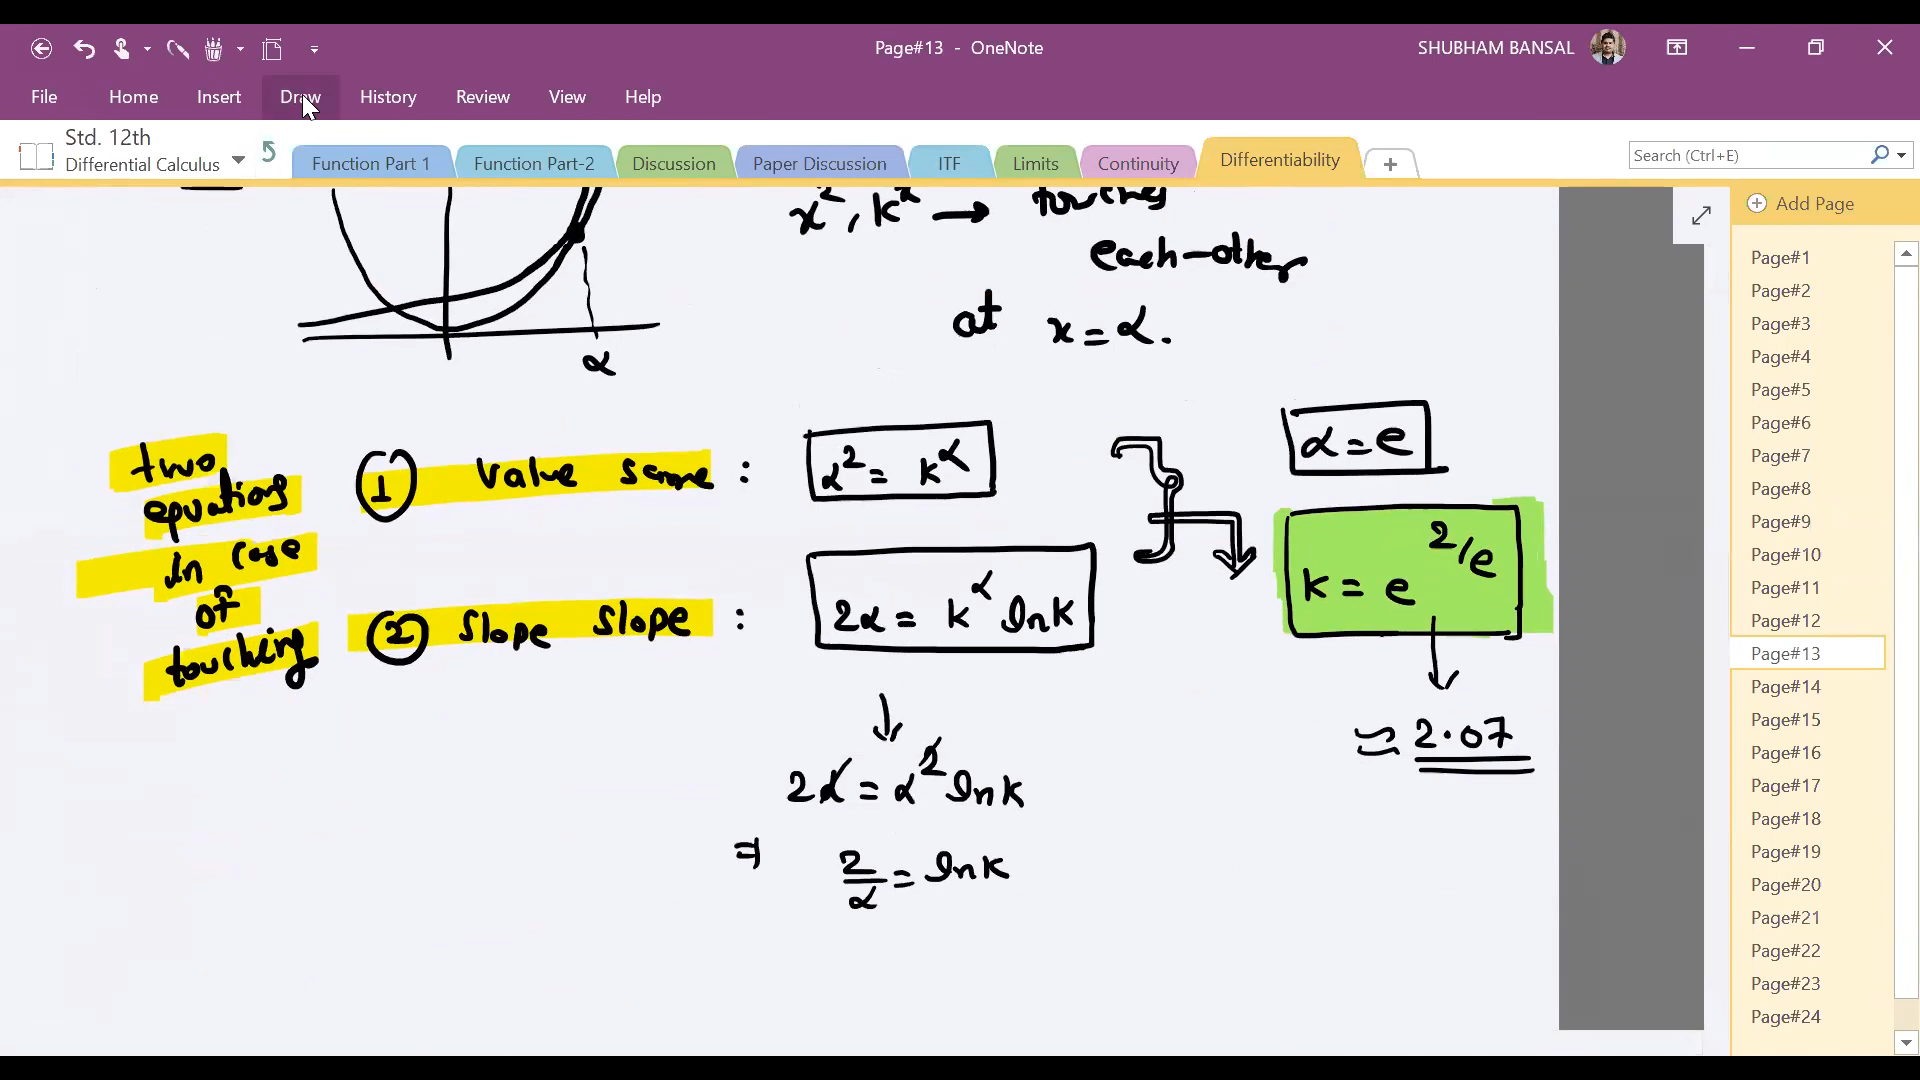 Page#13 - OneNote
SHUBHAM BANSAL
File Home Insert Draw History Review View Help
Std. 12th
Differential Calculus
Function Part 1
Function Part-2
Discussion
Paper Discussion
ITF
Limits
Continuity
Differentiability
Search (Ctrl+E)
Add Page
x², kˣ → touches
each-other
at x = α.
α
two
equations
in case
of
touching
① Value same : α² = k^α
② Slope Slope : 2α = k^α lnk
↓
2α = α² lnk
⇒ 2/α = lnk
α = e
k = e^(2/e)
↓
≈ 2.07
Page#1
Page#2
Page#3
Page#4
Page#5
Page#6
Page#7
Page#8
Page#9
Page#10
Page#11
Page#12
Page#13
Page#14
Page#15
Page#16
Page#17
Page#18
Page#19
Page#20
Page#21
Page#22
Page#23
Page#24